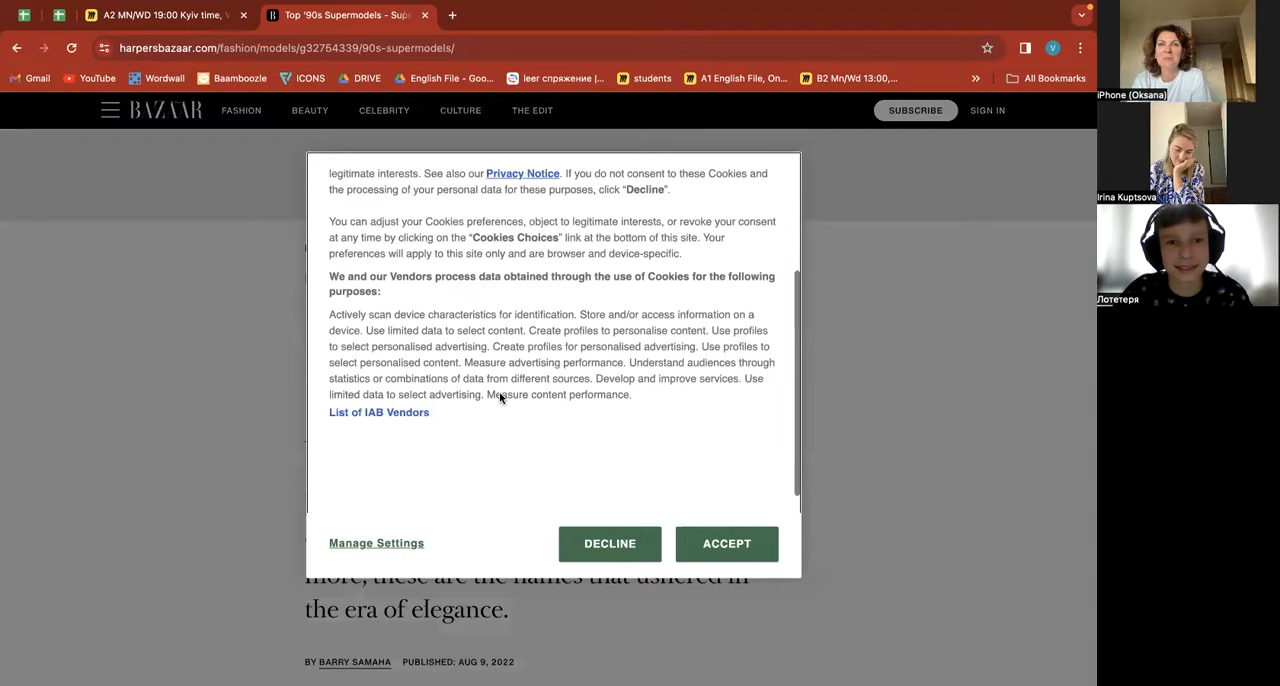 A2 MN/WD 19:00 Kyiv time,
Top '90s Supermodels - Sup
harpersbazaar.com/fashion/models/g32754339/90s-supermodels/
Gmail
YouTube
Wordwall
Baamboozle
ICONS
DRIVE
English File - Goo...
leer спряжение |...
students
A1 English File, On...
B2 Mn/Wd 13:00,...
»
All Bookmarks
V
BAZAAR
FASHION
BEAUTY
CELEBRITY
CULTURE
THE EDIT
SUBSCRIBE
SIGN IN
legitimate interests. See also our Privacy Notice. If you do not consent to these Cookies and
the processing of your personal data for these purposes, click “Decline”.
You can adjust your Cookies preferences, object to legitimate interests, or revoke your consent
at any time by clicking on the “Cookies Choices” link at the bottom of this site. Your
preferences will apply to this site only and are browser and device-specific.
We and our Vendors process data obtained through the use of Cookies for the following
purposes:
Actively scan device characteristics for identification. Store and/or access information on a
device. Use limited data to select content. Create profiles to personalise content. Use profiles
to select personalised advertising. Create profiles for personalised advertising. Use profiles to
select personalised content. Measure advertising performance. Understand audiences through
statistics or combinations of data from different sources. Develop and improve services. Use
limited data to select advertising. Measure content performance.
List of IAB Vendors
Manage Settings
DECLINE
ACCEPT
more, these are the names that ushered in
the era of elegance.
BY BARRY SAMAHA PUBLISHED: AUG 9, 2022
iPhone (Oksana)
Irina Kuptsova
Лотетеря